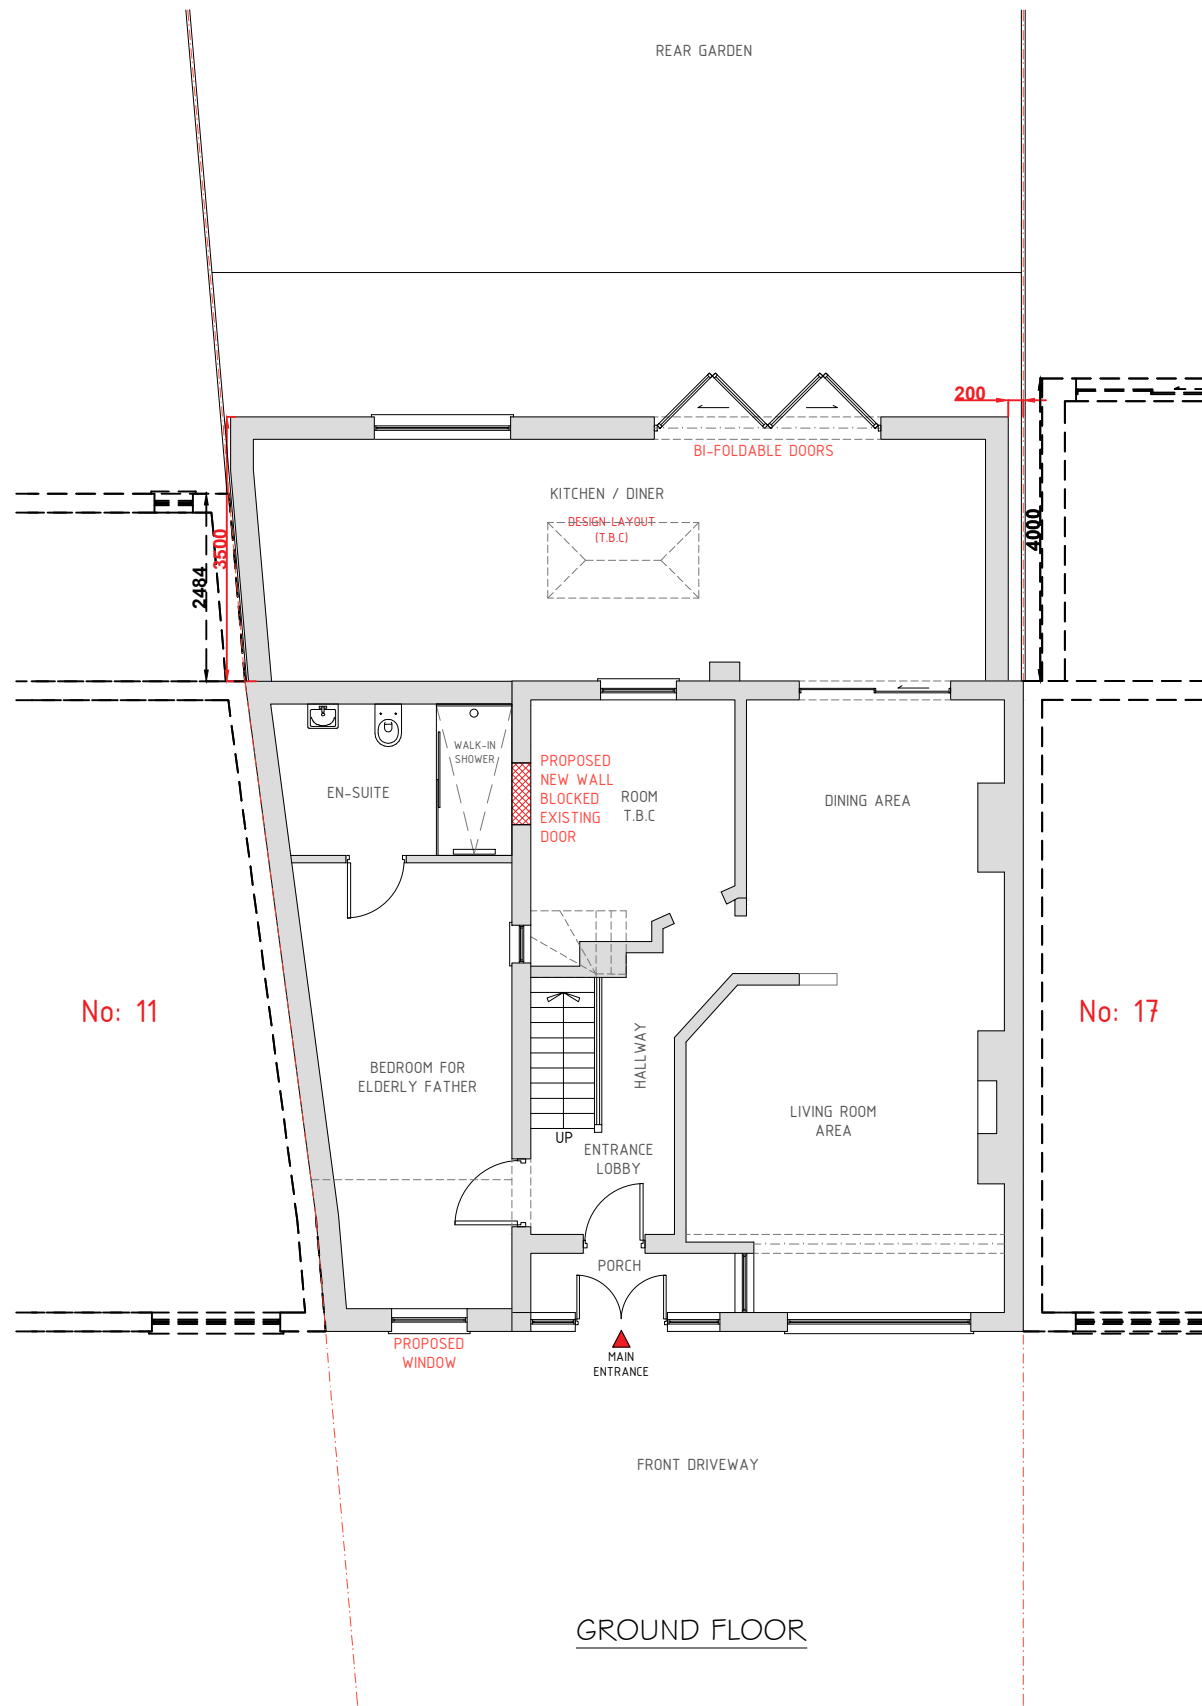 REAR GARDEN
200
BI-FOLDABLE DOORS
KITCHEN / DINER
DESIGN LAYOUT
(T.B.C)
4000
3500
2484
WALK-IN
SHOWER
EN-SUITE
PROPOSED
NEW WALL
BLOCKED
EXISTING
DOOR
ROOM
T.B.C
DINING AREA
No: 11
No: 17
HALLWAY
BEDROOM FOR
ELDERLY FATHER
LIVING ROOM
AREA
UP
ENTRANCE
LOBBY
PORCH
PROPOSED
WINDOW
MAIN
ENTRANCE
FRONT DRIVEWAY
GROUND FLOOR